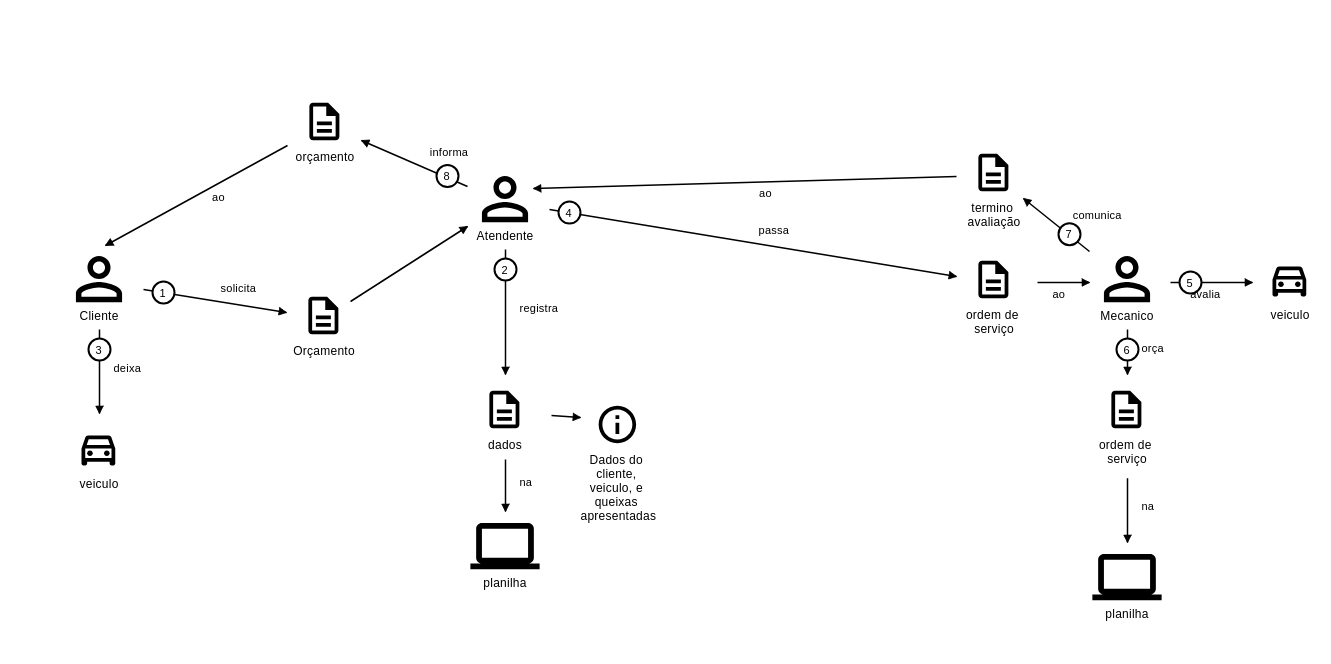 orçamento
informa
8
ao
Atendente
4
ao
passa
termino
avaliação
comunica
7
Cliente
1
solicita
Orçamento
2
registra
ordem de
serviço
ao
Mecanico
5
avalia
veiculo
3
deixa
veiculo
6
orça
dados
Dados do
cliente,
veiculo, e
queixas
apresentadas
na
planilha
ordem de
serviço
na
planilha